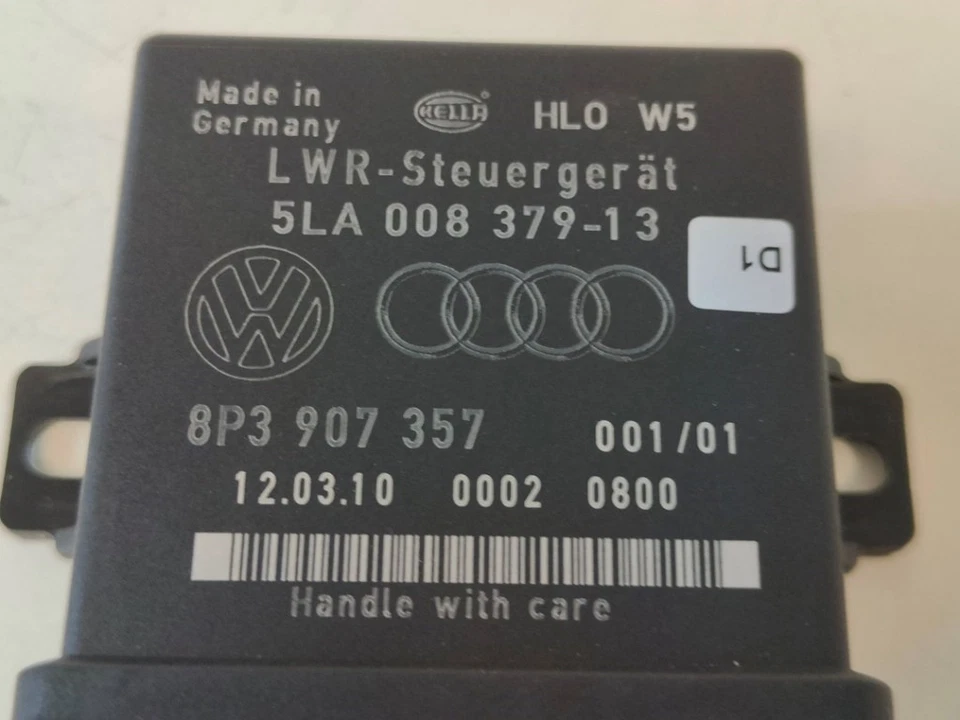 Made in
Germany
HELLA
HLO W5
LWR-Steuergerät
5LA 008 379-13
D1
8P3 907 357
001/01
12.03.10 0002 0800
Handle with care